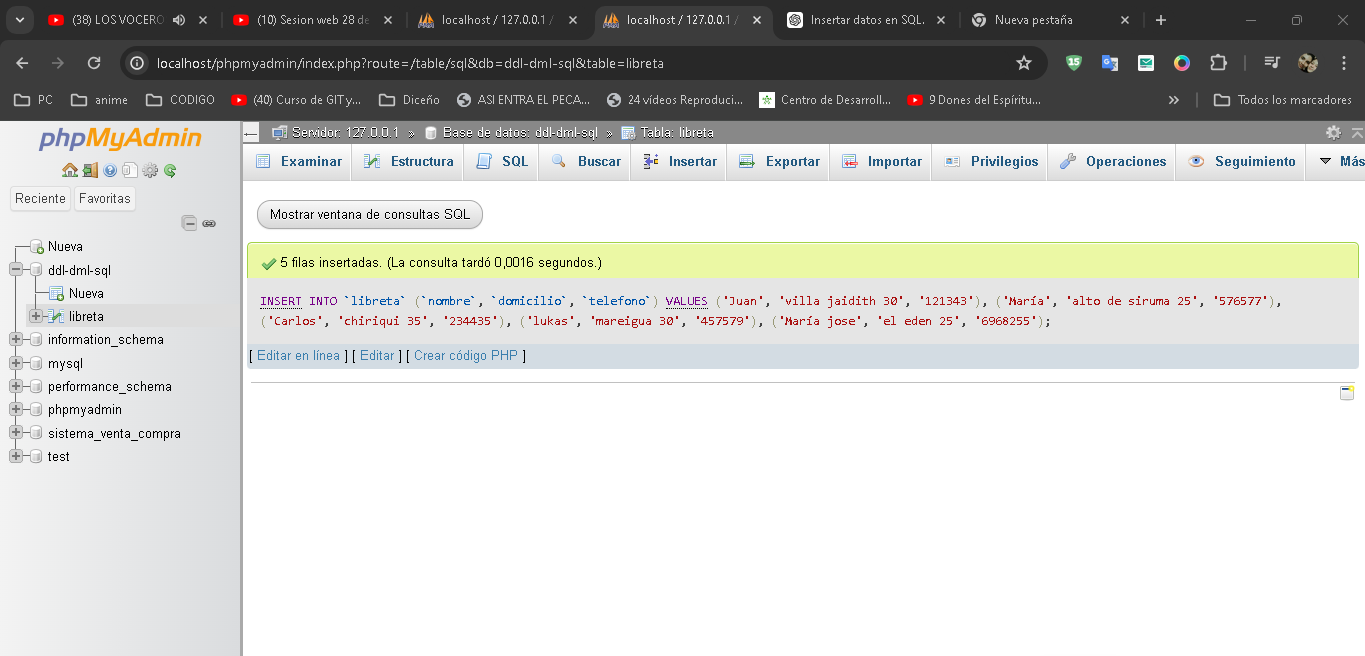 (38) LOS VOCERO
(10) Sesion web 28 de
localhost / 127.0.0.1 /
localhost / 127.0.0.1 /
Insertar datos en SQL.
Nueva pestaña
localhost/phpmyadmin/index.php?route=/table/sql&db=ddl-dml-sql&table=libreta
15
PC
anime
CODIGO
(40) Curso de GIT y...
Diceño
ASI ENTRA EL PECA...
24 vídeos Reproduci...
Centro de Desarroll...
9 Dones del Espíritu...
»
Todos los marcadores
phpMyAdmin
Reciente
Favoritas
Nueva
ddl-dml-sql
Nueva
libreta
information_schema
mysql
performance_schema
phpmyadmin
sistema_venta_compra
test
Servidor: 127.0.0.1 » Base de datos: ddl-dml-sql » Tabla: libreta
Examinar
Estructura
SQL
Buscar
Insertar
Exportar
Importar
Privilegios
Operaciones
Seguimiento
Más
Mostrar ventana de consultas SQL
5 filas insertadas. (La consulta tardó 0,0016 segundos.)
INSERT INTO `libreta` (`nombre`, `domicilio`, `telefono`) VALUES ('Juan', 'villa jaidith 30', '121343'), ('María', 'alto de siruma 25', '576577'),
('Carlos', 'chiriqui 35', '234435'), ('lukas', 'mareigua 30', '457579'), ('María jose', 'el eden 25', '6968255');
[ Editar en línea ] [ Editar ] [ Crear código PHP ]